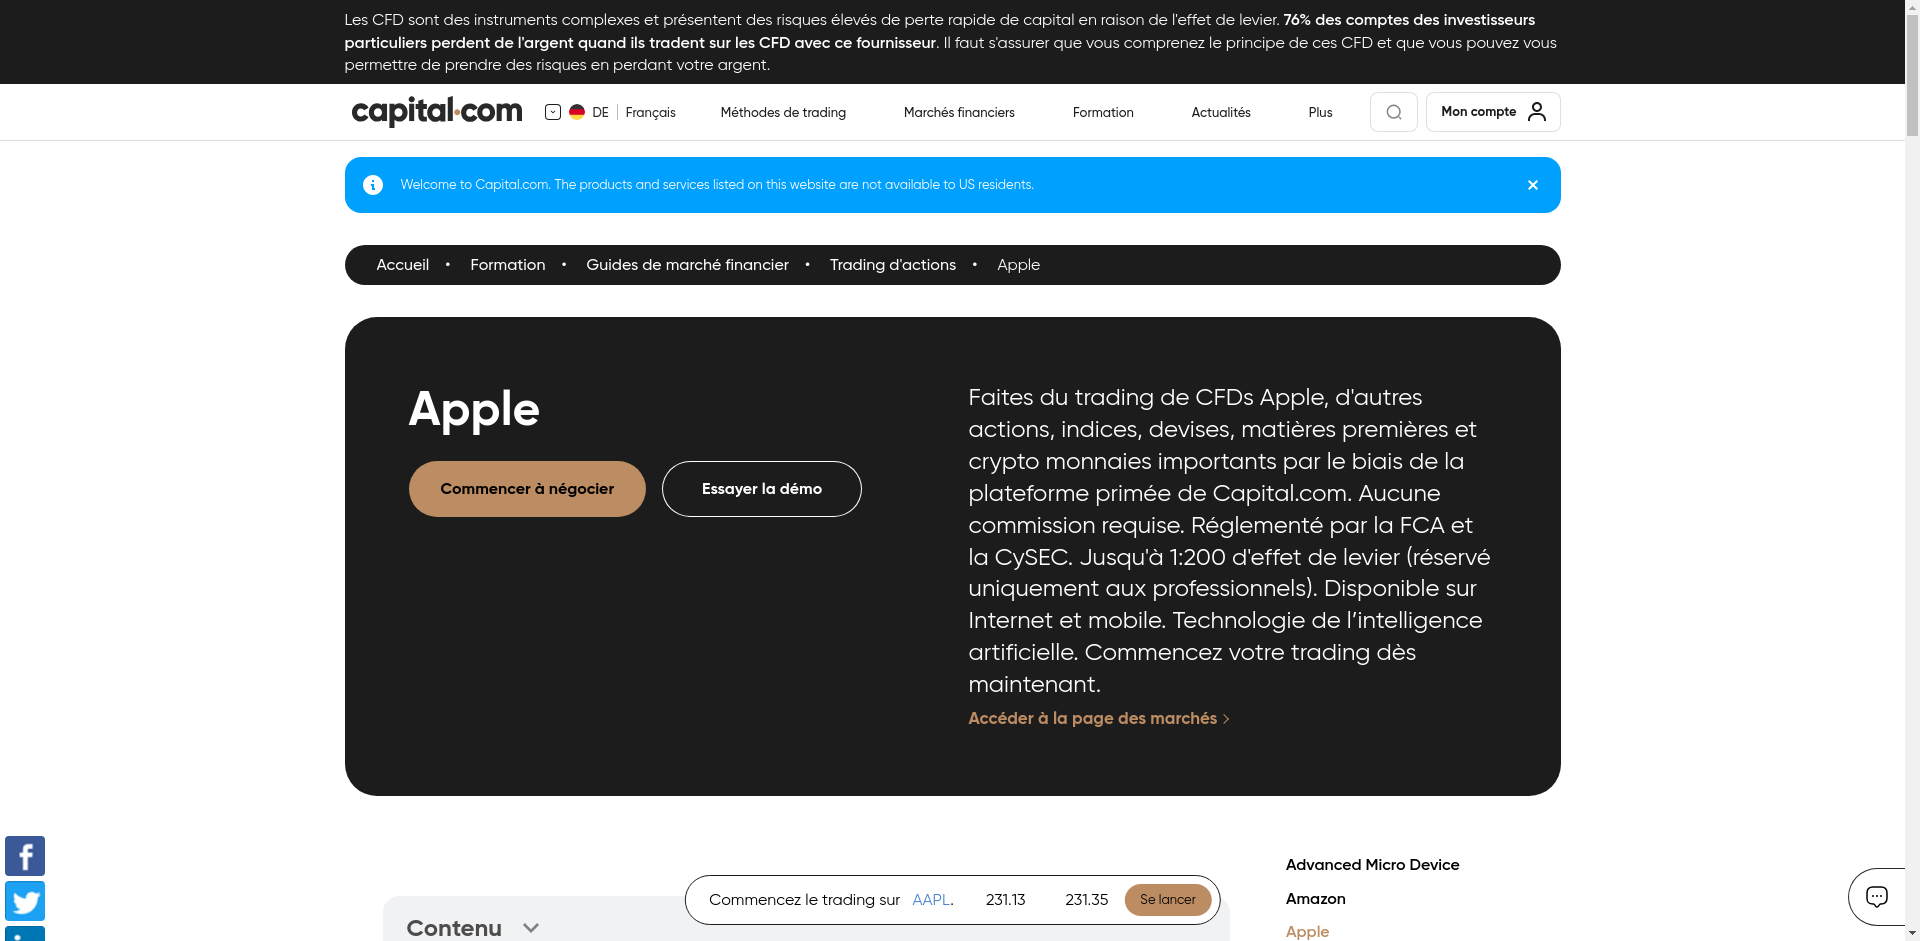 Les CFD sont des instruments complexes et présentent des risques élevés de perte rapide de capital en raison de l'effet de levier. 76% des comptes des investisseurs
particuliers perdent de l'argent quand ils tradent sur les CFD avec ce fournisseur. Il faut s'assurer que vous comprenez le principe de ces CFD et que vous pouvez vous
permettre de prendre des risques en perdant votre argent.
capital.com DE Français Méthodes de trading Marchés financiers Formation Actualités Plus Mon compte
Welcome to Capital.com. The products and services listed on this website are not available to US residents.
Accueil • Formation • Guides de marché financier • Trading d'actions • Apple
Apple
Commencer à négocier Essayer la démo
Faites du trading de CFDs Apple, d'autres
actions, indices, devises, matières premières et
crypto monnaies importants par le biais de la
plateforme primée de Capital.com. Aucune
commission requise. Réglementé par la FCA et
la CySEC. Jusqu'à 1:200 d'effet de levier (réservé
uniquement aux professionnels). Disponible sur
Internet et mobile. Technologie de l’intelligence
artificielle. Commencez votre trading dès
maintenant.
Accéder à la page des marchés
Contenu
Commencez le trading sur AAPL. 231.13 231.35 Se lancer
Advanced Micro Device
Amazon
Apple